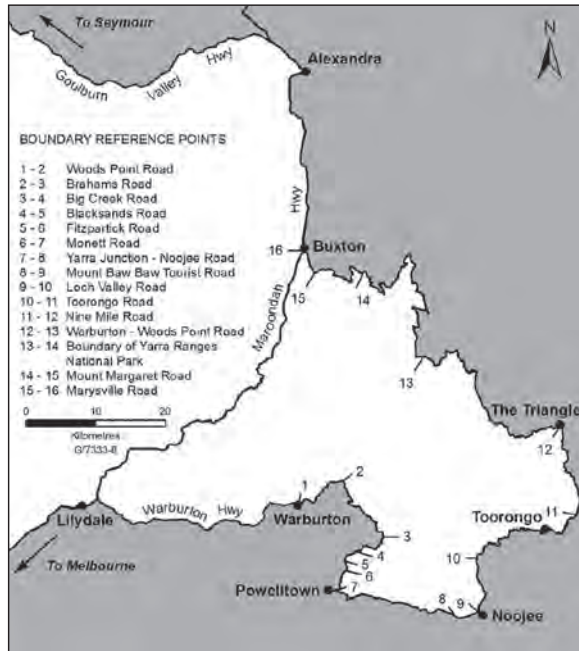 To Seymour
Goulburn Valley Hwy
Alexandra
N
BOUNDARY REFERENCE POINTS
1 - 2 Woods Point Road
2 - 3 Brahams Road
3 - 4 Big Creek Road
4 - 5 Blacksands Road
5 - 6 Fitzpartick Road
6 - 7 Monett Road
7 - 8 Yarra Junction - Noojee Road
8 - 9 Mount Baw Baw Tourist Road
9 - 10 Loch Valley Road
10 - 11 Toorongo Road
11 - 12 Nine Mile Road
12 - 13 Warburton - Woods Point Road
13 - 14 Boundary of Yarra Ranges
National Park
14 - 15 Mount Margaret Road
15 - 16 Marysville Road
0 10 20
Kilometres
G/7333-8
Maroondah Hwy
16
Buxton
15
14
13
The Triangle
12
11
Toorongo
10
Lilydale
Warburton Hwy
1
Warburton
2
3
4
5
6
7
Powelltown
8
9
Noojee
To Melbourne